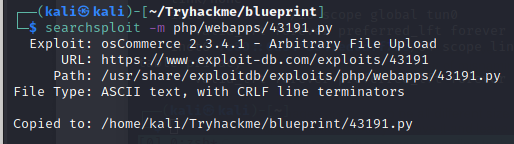 ┌──(kali㉿kali)-[~/Tryhackme/blueprint]
└─$ searchsploit -m php/webapps/43191.py
Exploit: osCommerce 2.3.4.1 - Arbitrary File Upload
URL: https://www.exploit-db.com/exploits/43191
Path: /usr/share/exploitdb/exploits/php/webapps/43191.py
File Type: ASCII text, with CRLF line terminators
Copied to: /home/kali/Tryhackme/blueprint/43191.py